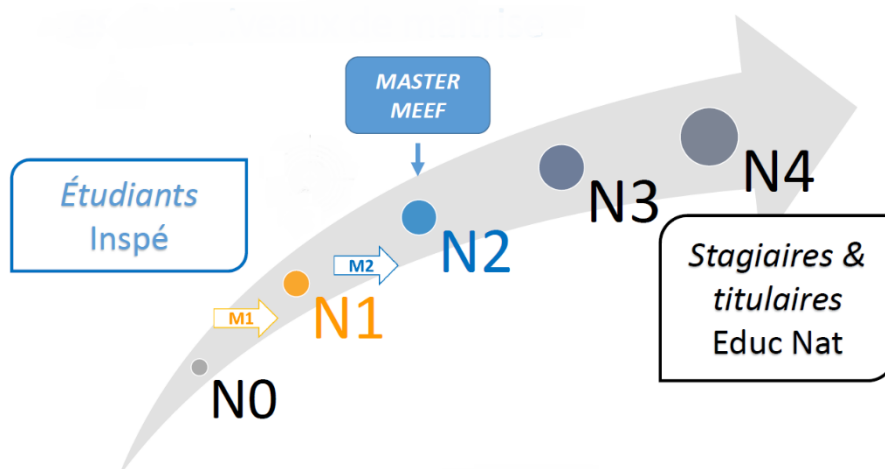 MASTER
MEEF
Étudiants
Inspé
N4
N3
N2
M2
N1
M1
N0
Stagiaires &
titulaires
Educ Nat